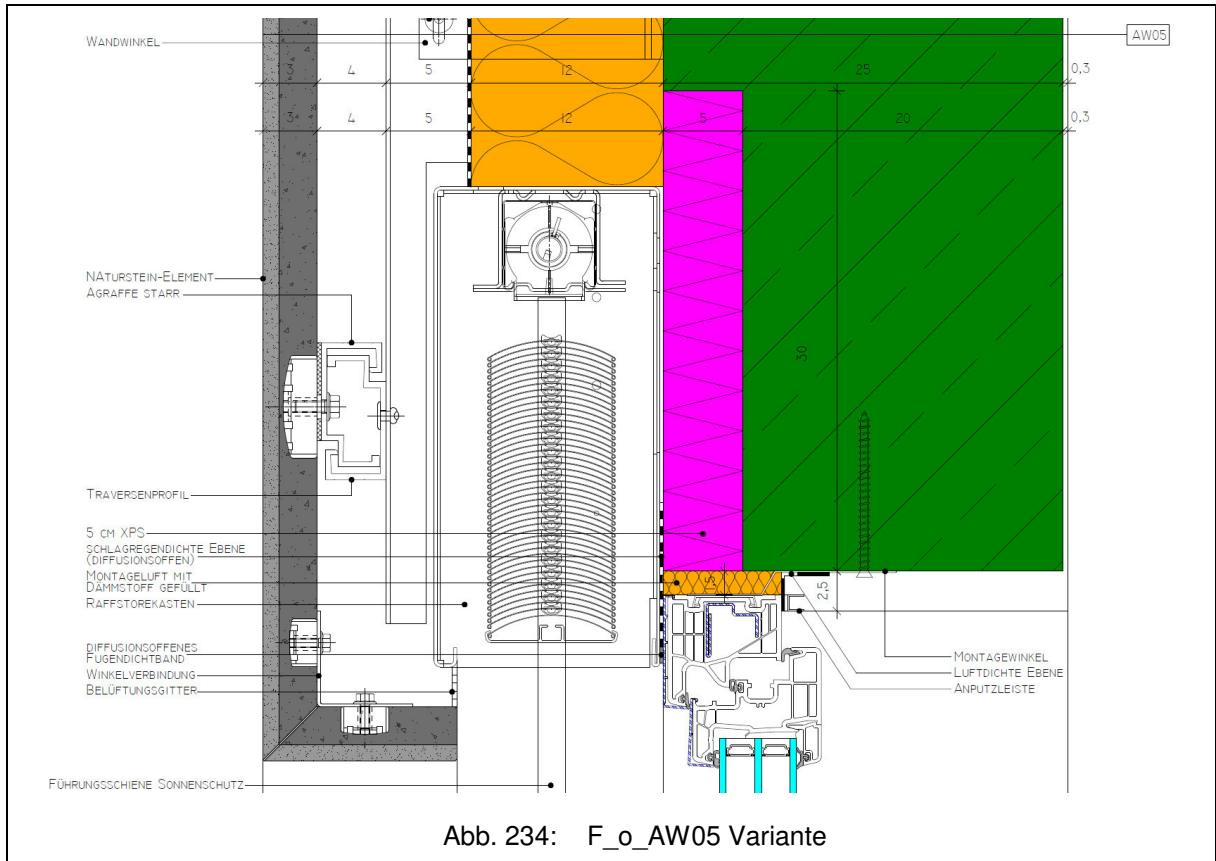 WANDWINKEL
AW05
3 4 5 12 25 0,3
3 4 5 12 5 20 0,3
NATURSTEIN-ELEMENT
AGRAFFE STARR
30
TRAVERSENPROFIL
5 CM XPS
SCHLAGREGENDICHTE EBENE
(DIFFUSIONSOFFEN)
MONTAGELUFT MIT
DÄMMSTOFF GEFÜLLT
1,5
2,5
RAFFSTOREKASTEN
DIFFUSIONSOFFENES
FUGENDICHTBAND
WINKELVERBINDUNG
BELÜFTUNGSGITTER
MONTAGEWINKEL
LUFTDICHTE EBENE
ANPUTZLEISTE
FÜHRUNGSSCHIENE SONNENSCHUTZ
Abb. 234: F_o_AW05 Variante